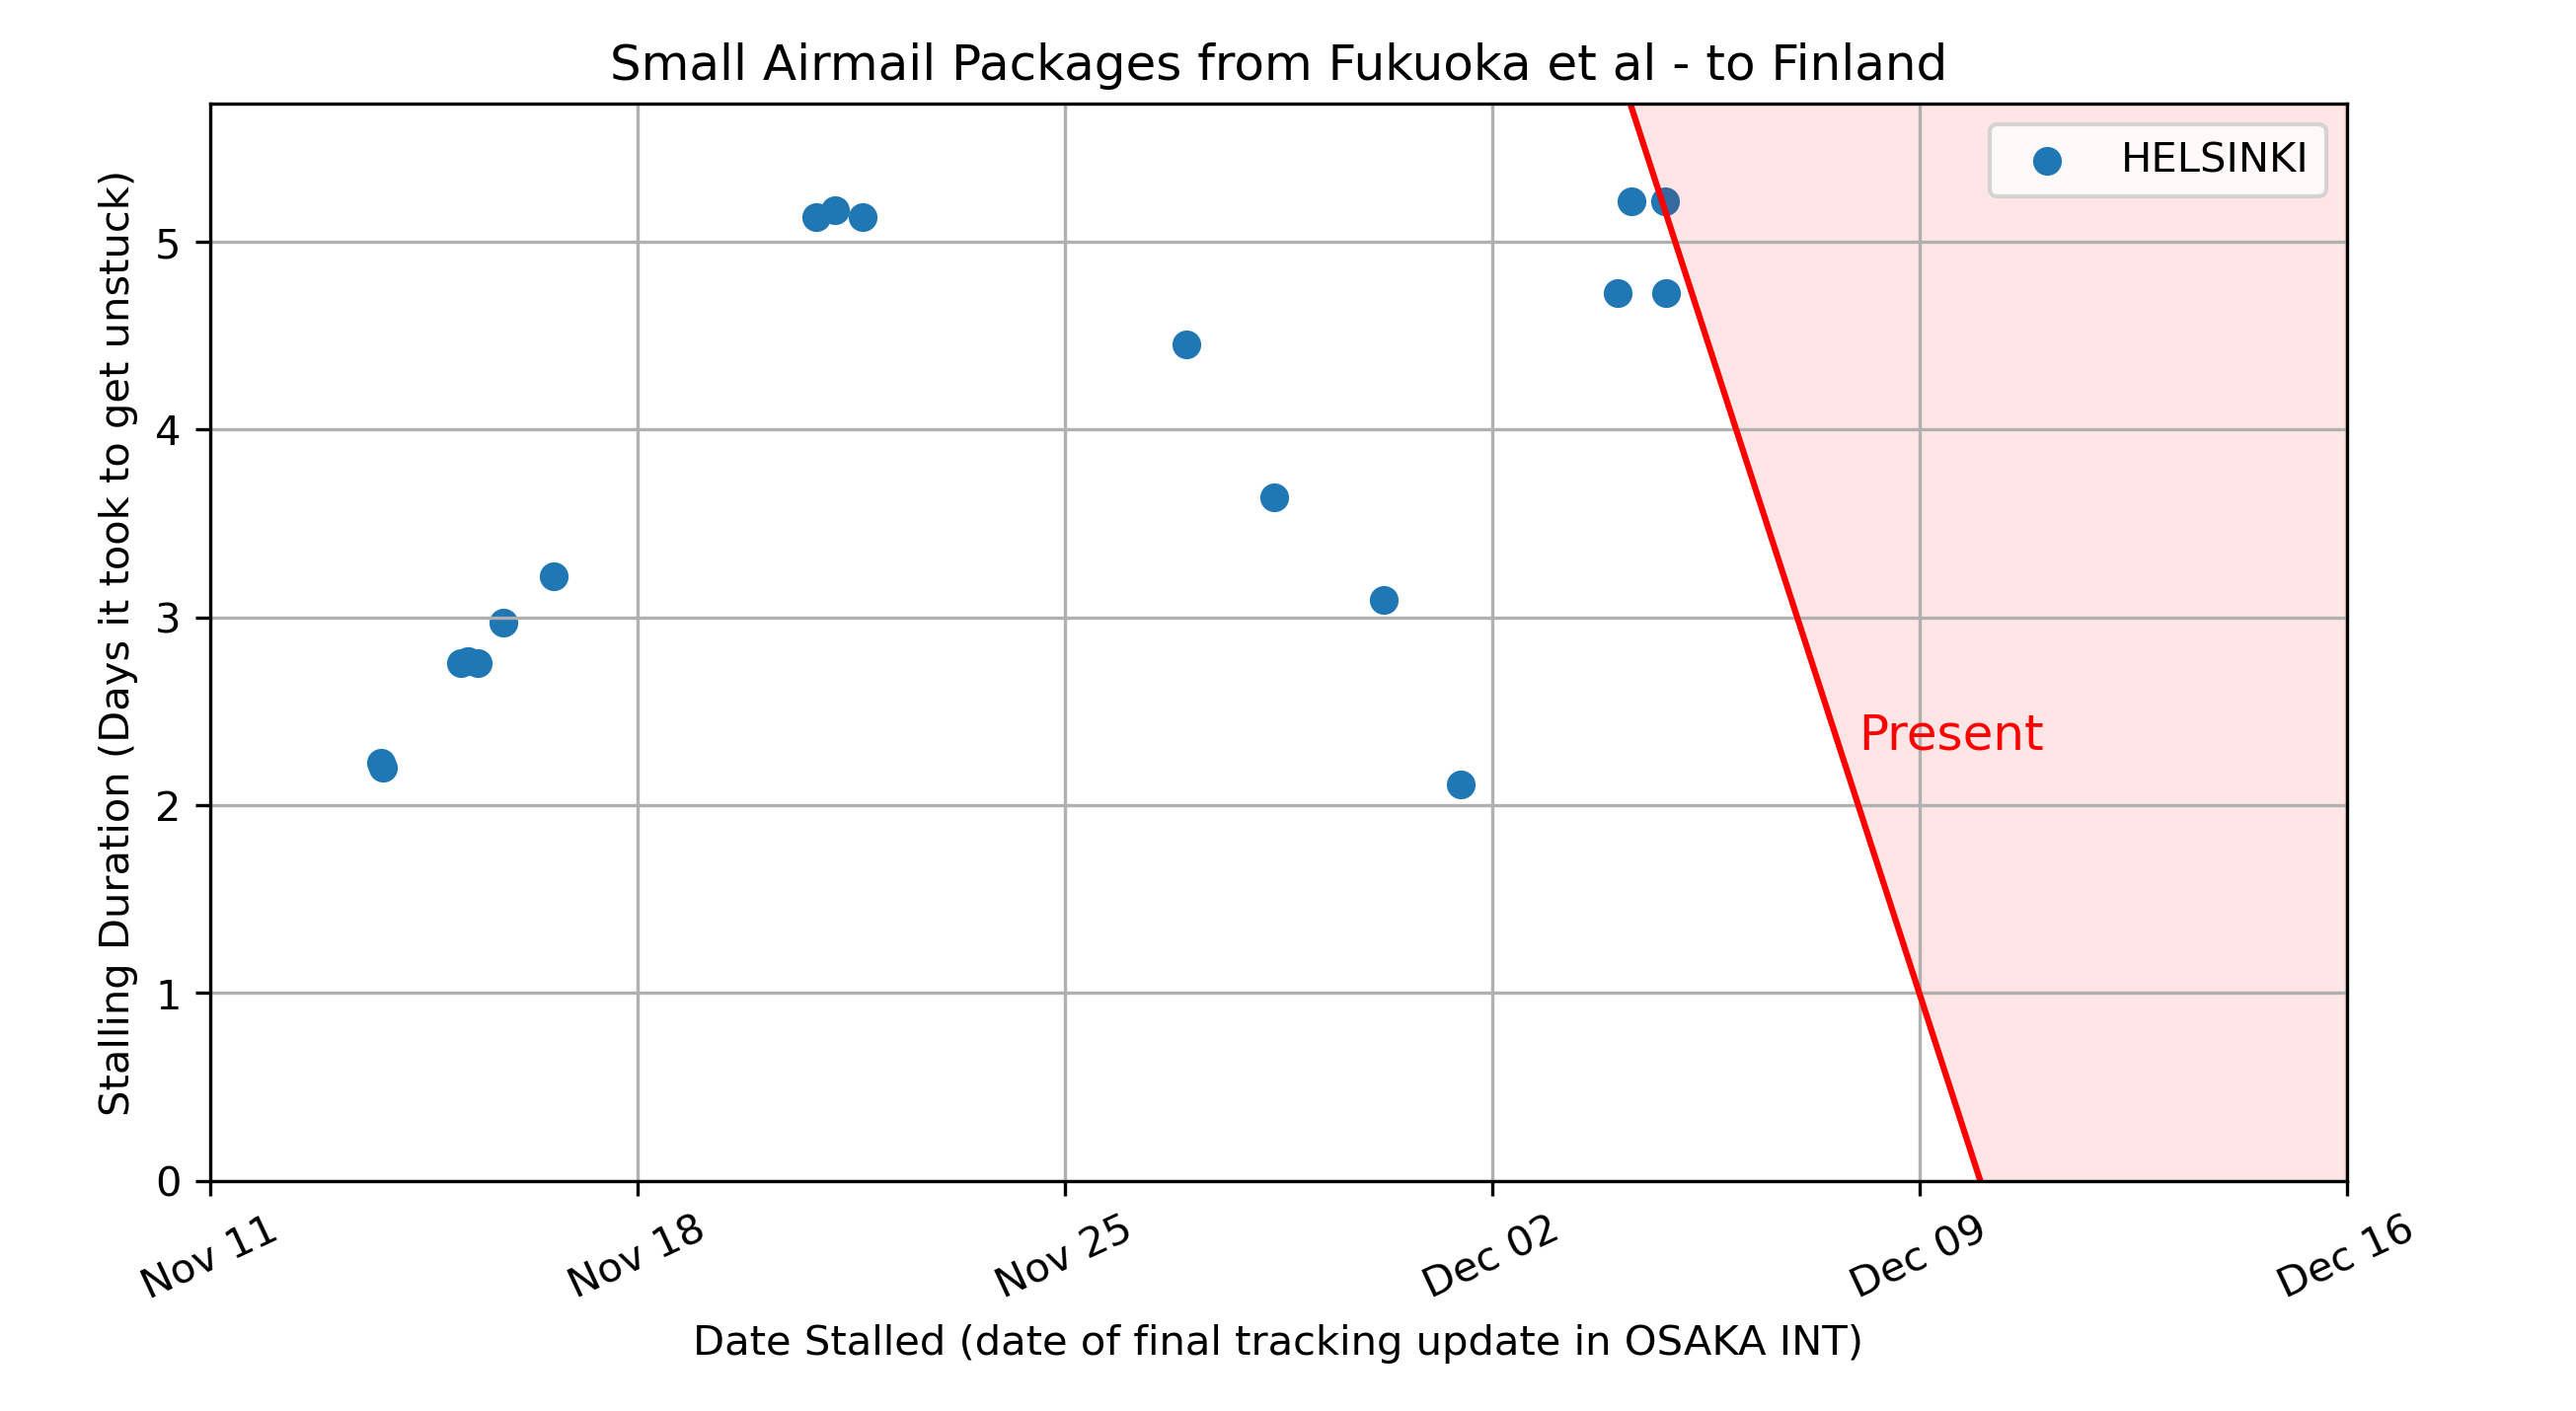 Small Airmail Packages from Fukuoka et al - to Finland
HELSINKI
Stalling Duration (Days it took to get unstuck)
5
4
3
2
1
0
Present
Nov 11
Nov 18
Nov 25
Dec 02
Dec 09
Dec 16
Date Stalled (date of final tracking update in OSAKA INT)